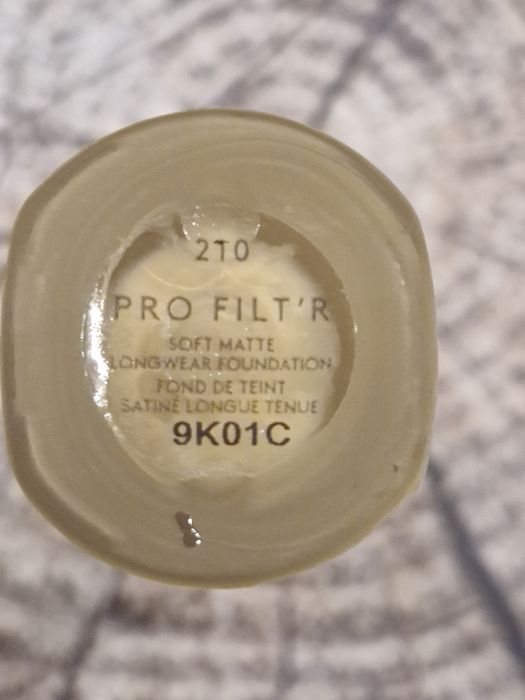 210
PRO FILT'R
SOFT MATTE
LONGWEAR FOUNDATION
FOND DE TEINT
SATINÉ LONGUE TENUE
9K01C